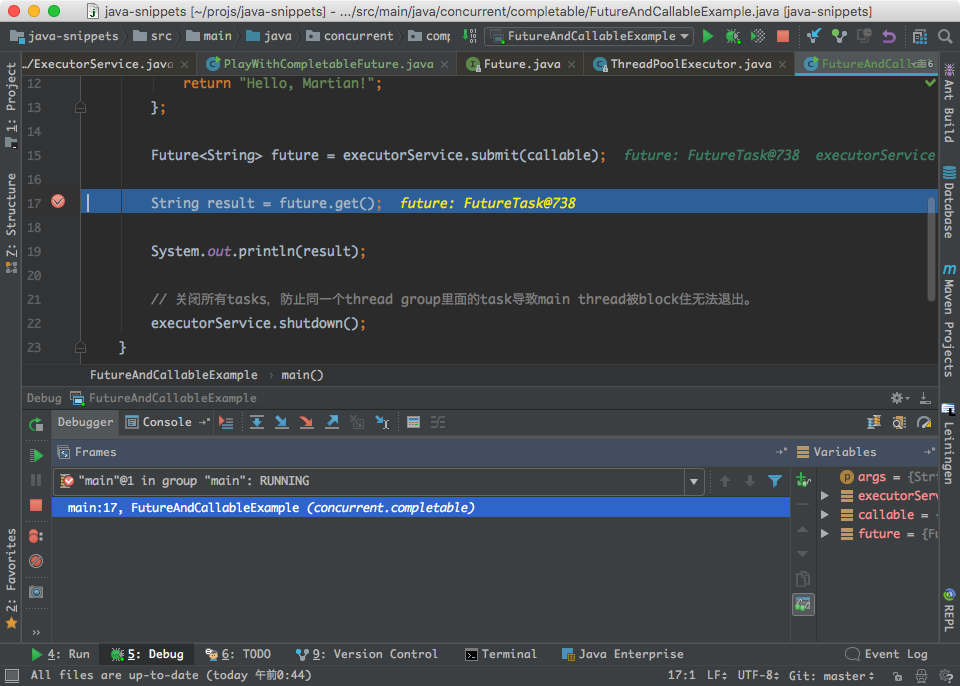 java-snippets [~/projs/java-snippets] - .../src/main/java/concurrent/completable/FutureAndCallableExample.java [java-snippets]
java-snippets src main java concurrent comp FutureAndCallableExample
./ExecutorService.java PlayWithCompletableFuture.java Future.java ThreadPoolExecutor.java FutureAndCall 6
12 return "Hello, Martian!";
13 };
14
15 Future<String> future = executorService.submit(callable); future: FutureTask@738 executorService
16
17 String result = future.get(); future: FutureTask@738
18
19 System.out.println(result);
20
21 // 关闭所有tasks，防止同一个thread group里面的task导致main thread被block住无法退出。
22 executorService.shutdown();
23 }
FutureAndCallableExample › main()
Debug FutureAndCallableExample
Debugger Console
Frames Variables
"main"@1 in group "main": RUNNING
main:17, FutureAndCallableExample (concurrent.completable)
args = {Stri
executorServ
callable =
future = {Fu
1: Project
Z: Structure
2: Favorites
Ant Build
Database
Maven Projects
Leiningen
REPL
4: Run 5: Debug 6: TODO 9: Version Control Terminal Java Enterprise Event Log
All files are up-to-date (today 午前0:44) 17:1 LF UTF-8 Git: master